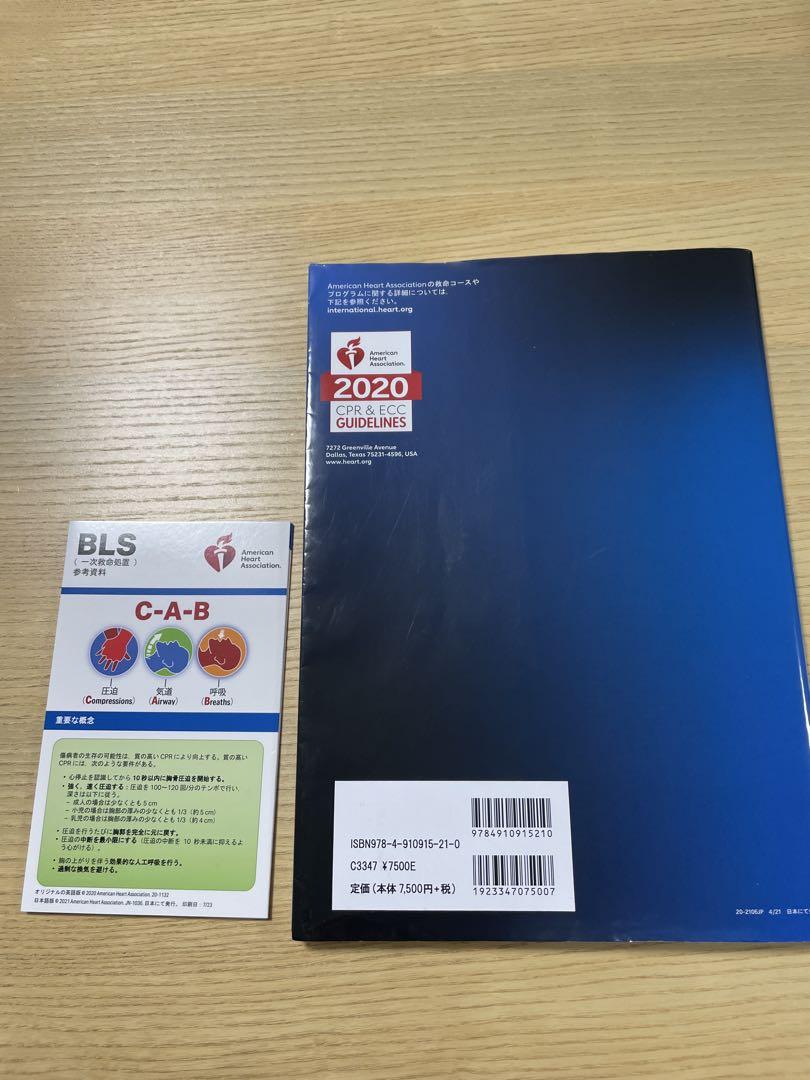 American Heart Associationの救命コースや
プログラムに関する詳細については、
下記を参照ください。
international.heart.org
American
Heart
Association.
2020
CPR & ECC
GUIDELINES
7272 Greenville Avenue
Dallas, Texas 75231-4596, USA
www.heart.org
BLS
（ 一次救命処置 ）
参考資料
American
Heart
Association.
C-A-B
圧迫
(Compressions)
気道
(Airway)
呼吸
(Breaths)
重要な概念
傷病者の生存の可能性は、質の高い CPR により向上する。質の高い
CPR には、次のような要件がある。
・心停止を認識してから 10 秒以内に胸骨圧迫を開始する。
・強く、速く圧迫する：圧迫を 100〜120 回/分のテンポで行い、
深さは以下に従う。
– 成人の場合は少なくとも 5 cm
– 小児の場合は胸部の厚みの少なくとも 1/3（約 5 cm）
– 乳児の場合は胸部の厚みの少なくとも 1/3（約 4 cm）
・圧迫を行うたびに胸郭を完全に元に戻す。
・圧迫の中断を最小限にする（圧迫の中断を 10 秒未満に抑えるよ
う心がける）。
・胸の上がりを伴う効果的な人工呼吸を行う。
・過剰な換気を避ける。
オリジナルの英語版 © 2020 American Heart Association. 20-1132
日本語版 © 2021 American Heart Association. JN-1036. 日本にて発行。 印刷日：7/23
9784910915210
ISBN978-4-910915-21-0
C3347 ¥7500E
定価（本体 7,500円+税）
1923347075007
20-2106JP 4/21 日本にて